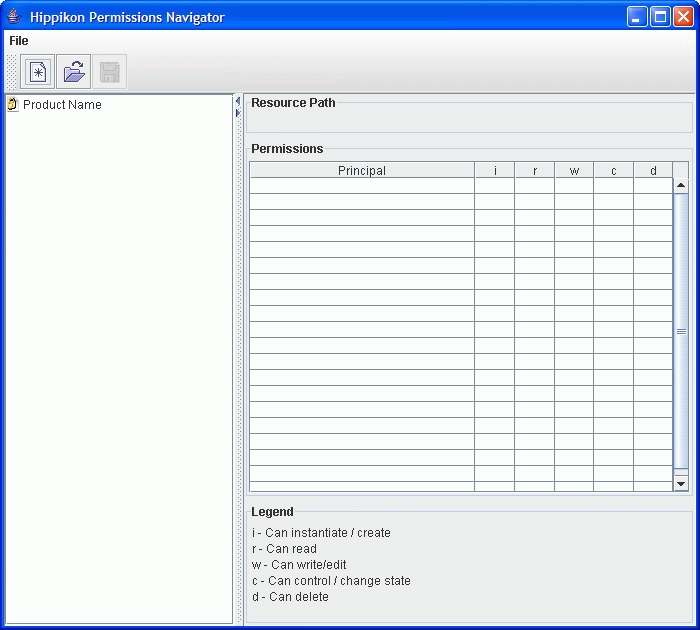 Hippikon Permissions Navigator
File
Product Name
Resource Path
Permissions
Principal i r w c d
Legend
i - Can instantiate / create
r - Can read
w - Can write/edit
c - Can control / change state
d - Can delete